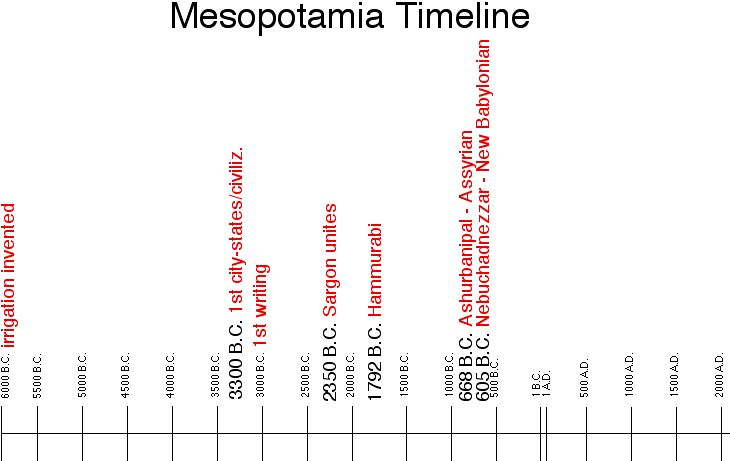 Mesopotamia Timeline
6000 B.C. irrigation invented
5500 B.C.
5000 B.C.
4500 B.C.
4000 B.C.
3500 B.C.
3300 B.C. 1st city-states/civiliz.
3000 B.C. 1st writing
2500 B.C.
2350 B.C. Sargon unites
2000 B.C.
1792 B.C. Hammurabi
1500 B.C.
1000 B.C.
668 B.C. Ashurbanipal - Assyrian
605 B.C. Nebuchadnezzar - New Babylonian
500 B.C.
1 B.C.
1 A.D.
500 A.D.
1000 A.D.
1500 A.D.
2000 A.D.